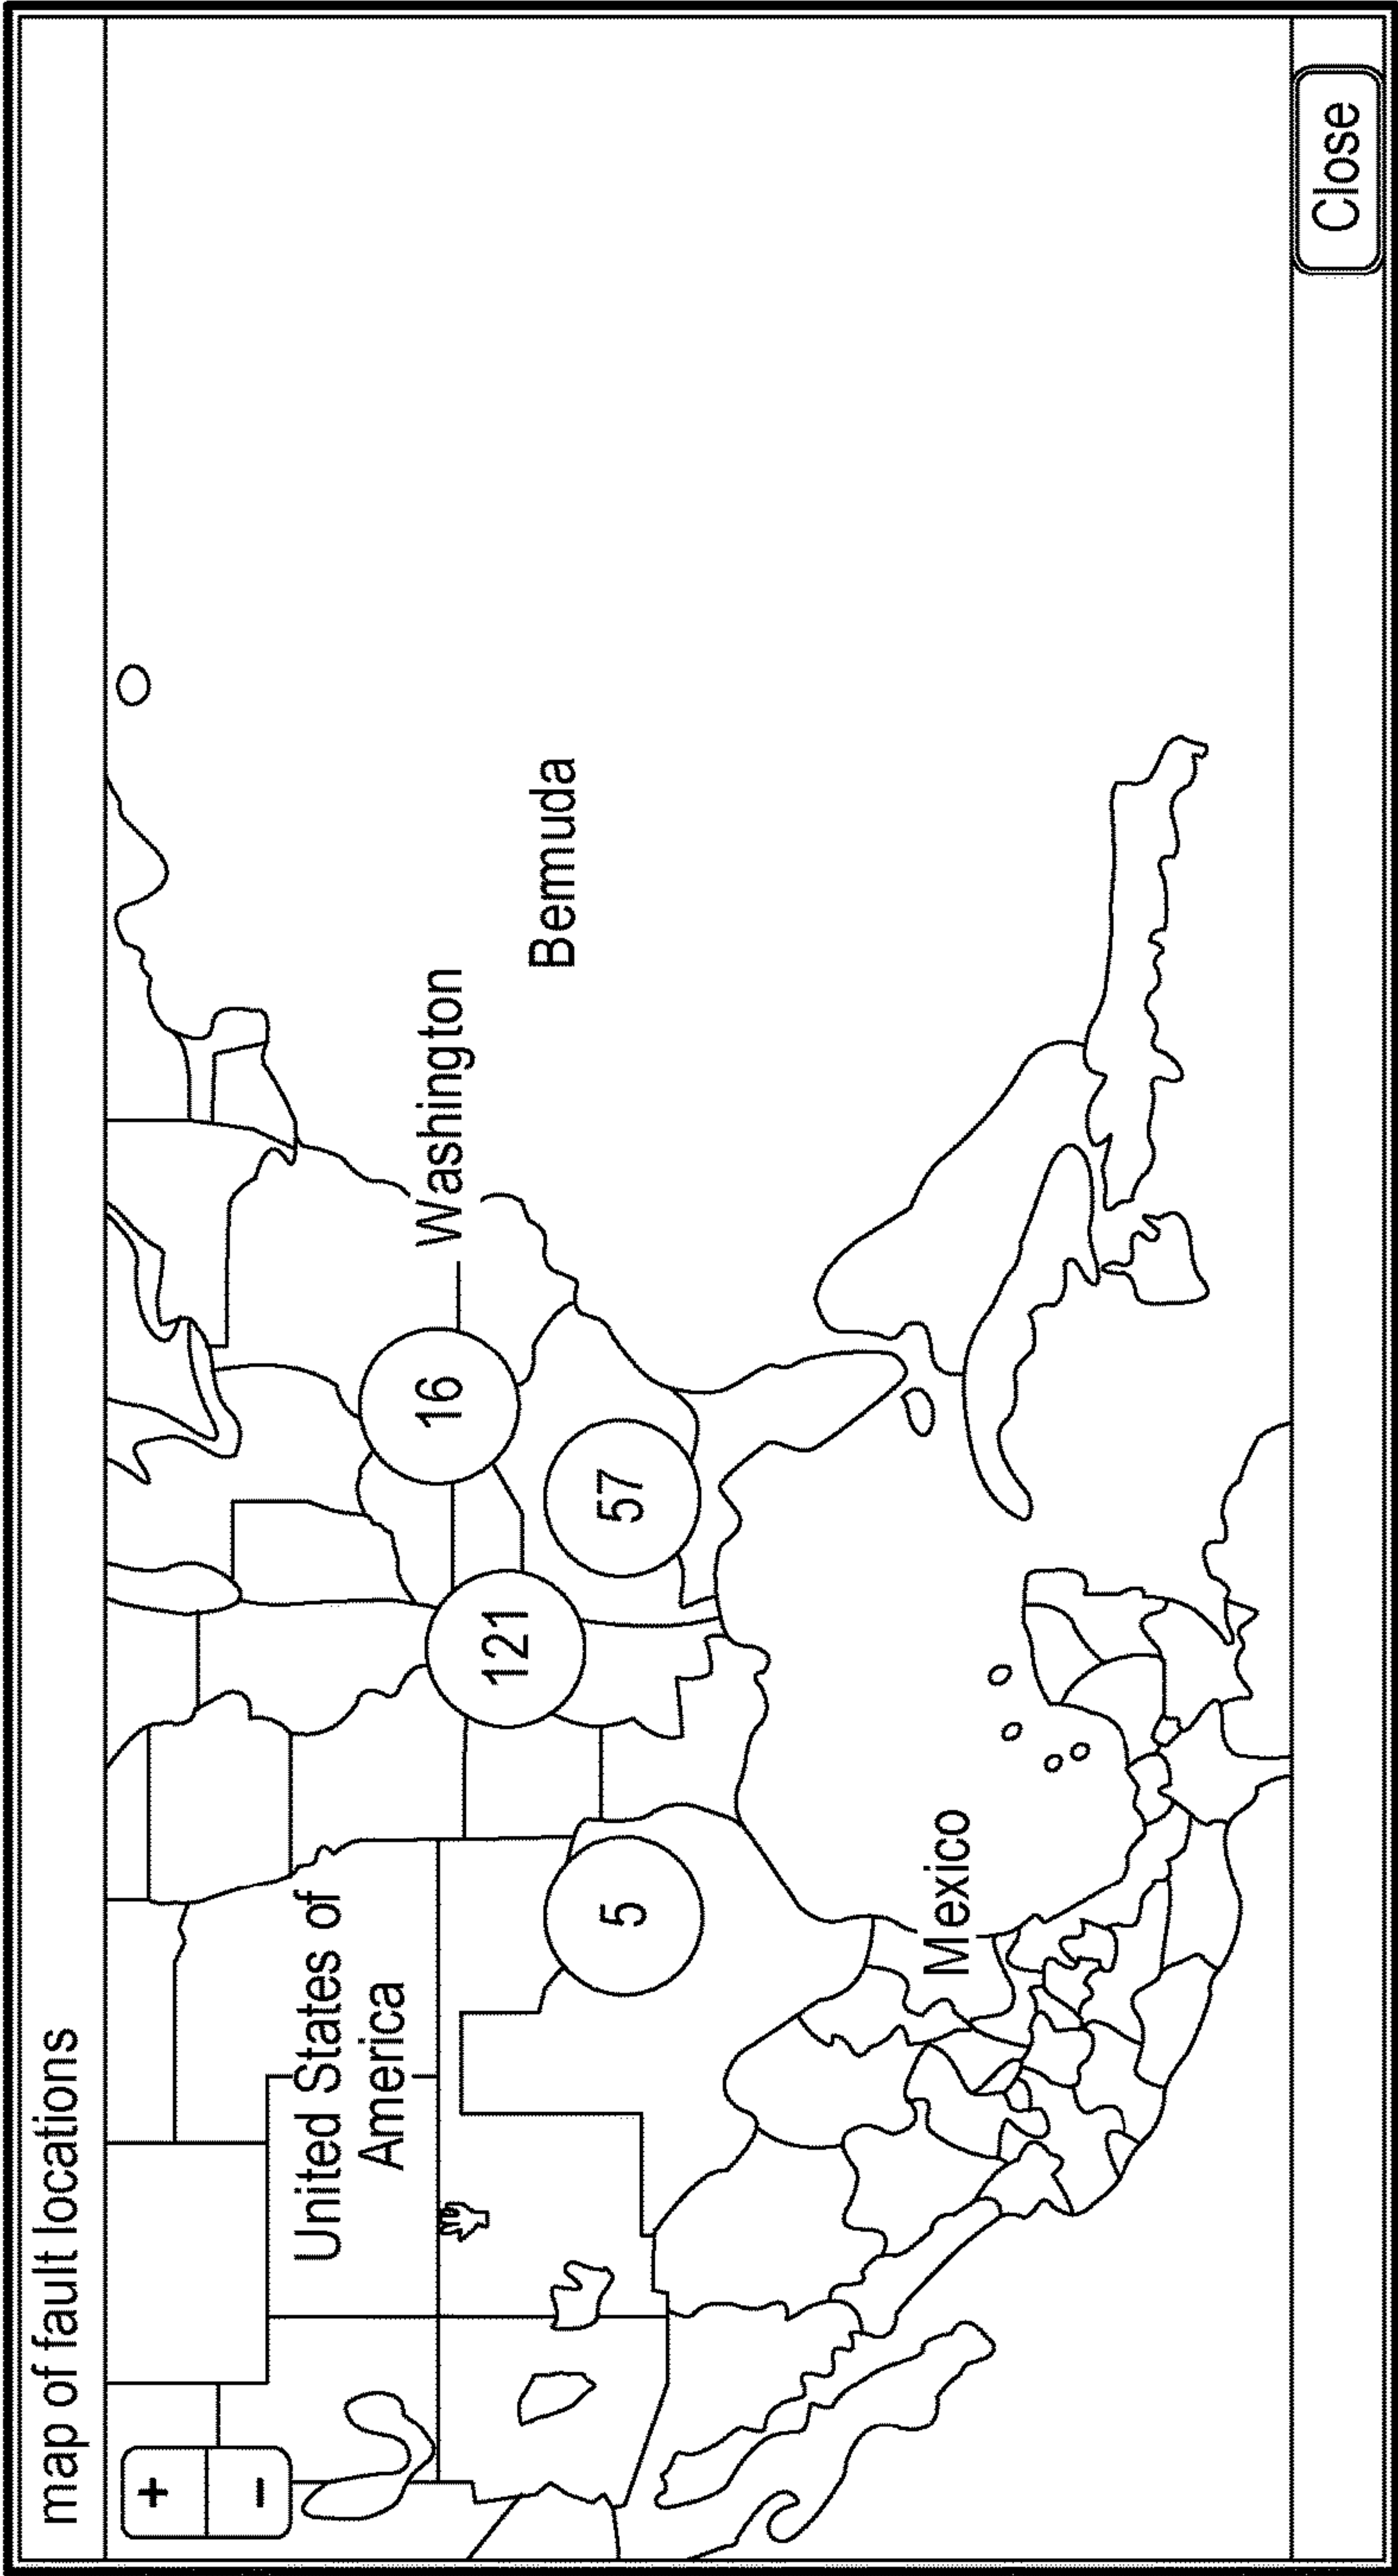 map of fault locations
+
−
United States of
America
16
Washington
121
57
5
Bermuda
Mexico
Close